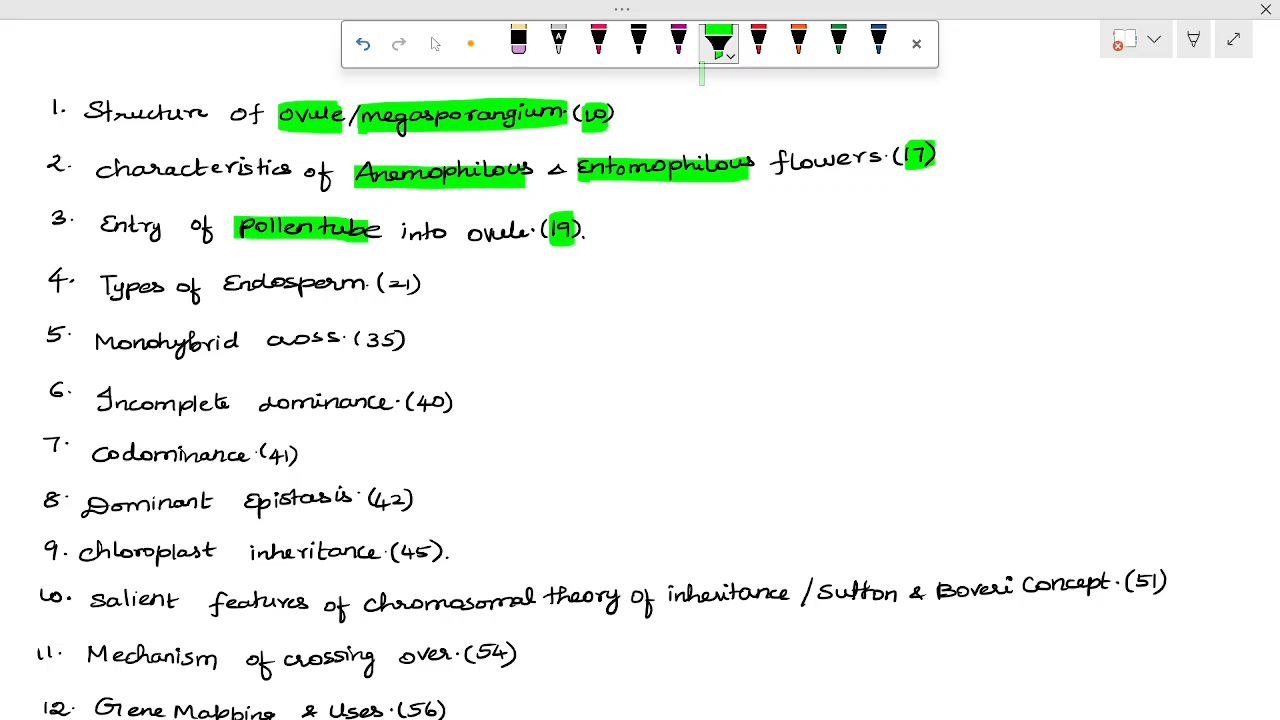 1. Structure of ovule/megasporangium. (10)
2. characteristics of Anemophilous & Entomophilous flowers. (17)
3. Entry of pollen tube into ovule. (19).
4. Types of Endosperm. (21)
5. Monohybrid cross. (35)
6. Incomplete dominance. (40)
7. codominance. (41)
8. Dominant Epistasis. (42)
9. chloroplast inheritance. (45).
10. salient features of chromosomal theory of inheritance / Sutton & Boveri Concept. (51)
11. Mechanism of crossing over. (54)
12. Gene Mapping & Uses. (56)